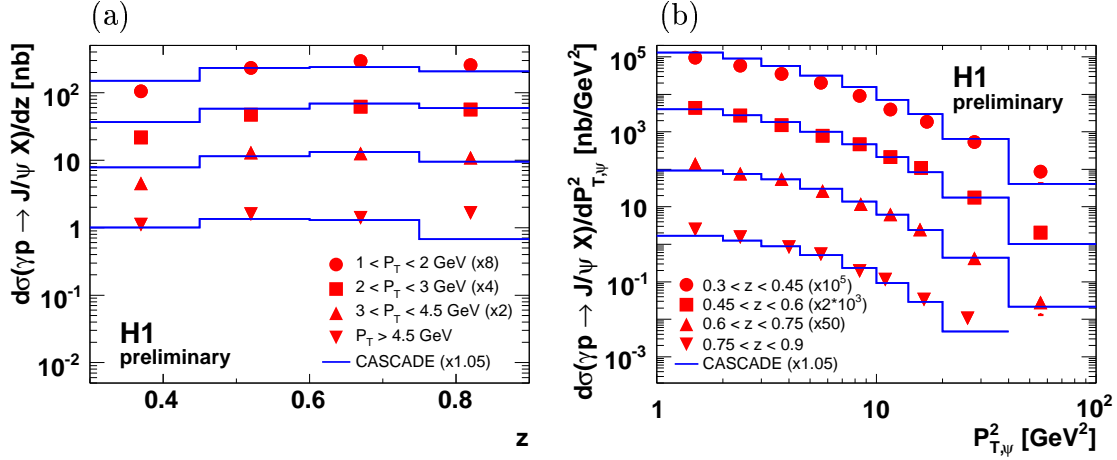 (a)
dσ(γp → J/ψ X)/dz [nb]
10²
10
1
10⁻¹
10⁻²
1 < P_T < 2 GeV (x8)
2 < P_T < 3 GeV (x4)
3 < P_T < 4.5 GeV (x2)
P_T > 4.5 GeV
CASCADE (x1.05)
H1
preliminary
0.4
0.6
0.8
z
(b)
dσ(γp → J/ψ X)/dP²_T,ψ [nb/GeV²]
10⁵
10³
10
10⁻¹
10⁻³
H1
preliminary
0.3 < z < 0.45 (x10⁵)
0.45 < z < 0.6 (x2*10³)
0.6 < z < 0.75 (x50)
0.75 < z < 0.9
CASCADE (x1.05)
1
10
10²
P²_T,ψ [GeV²]